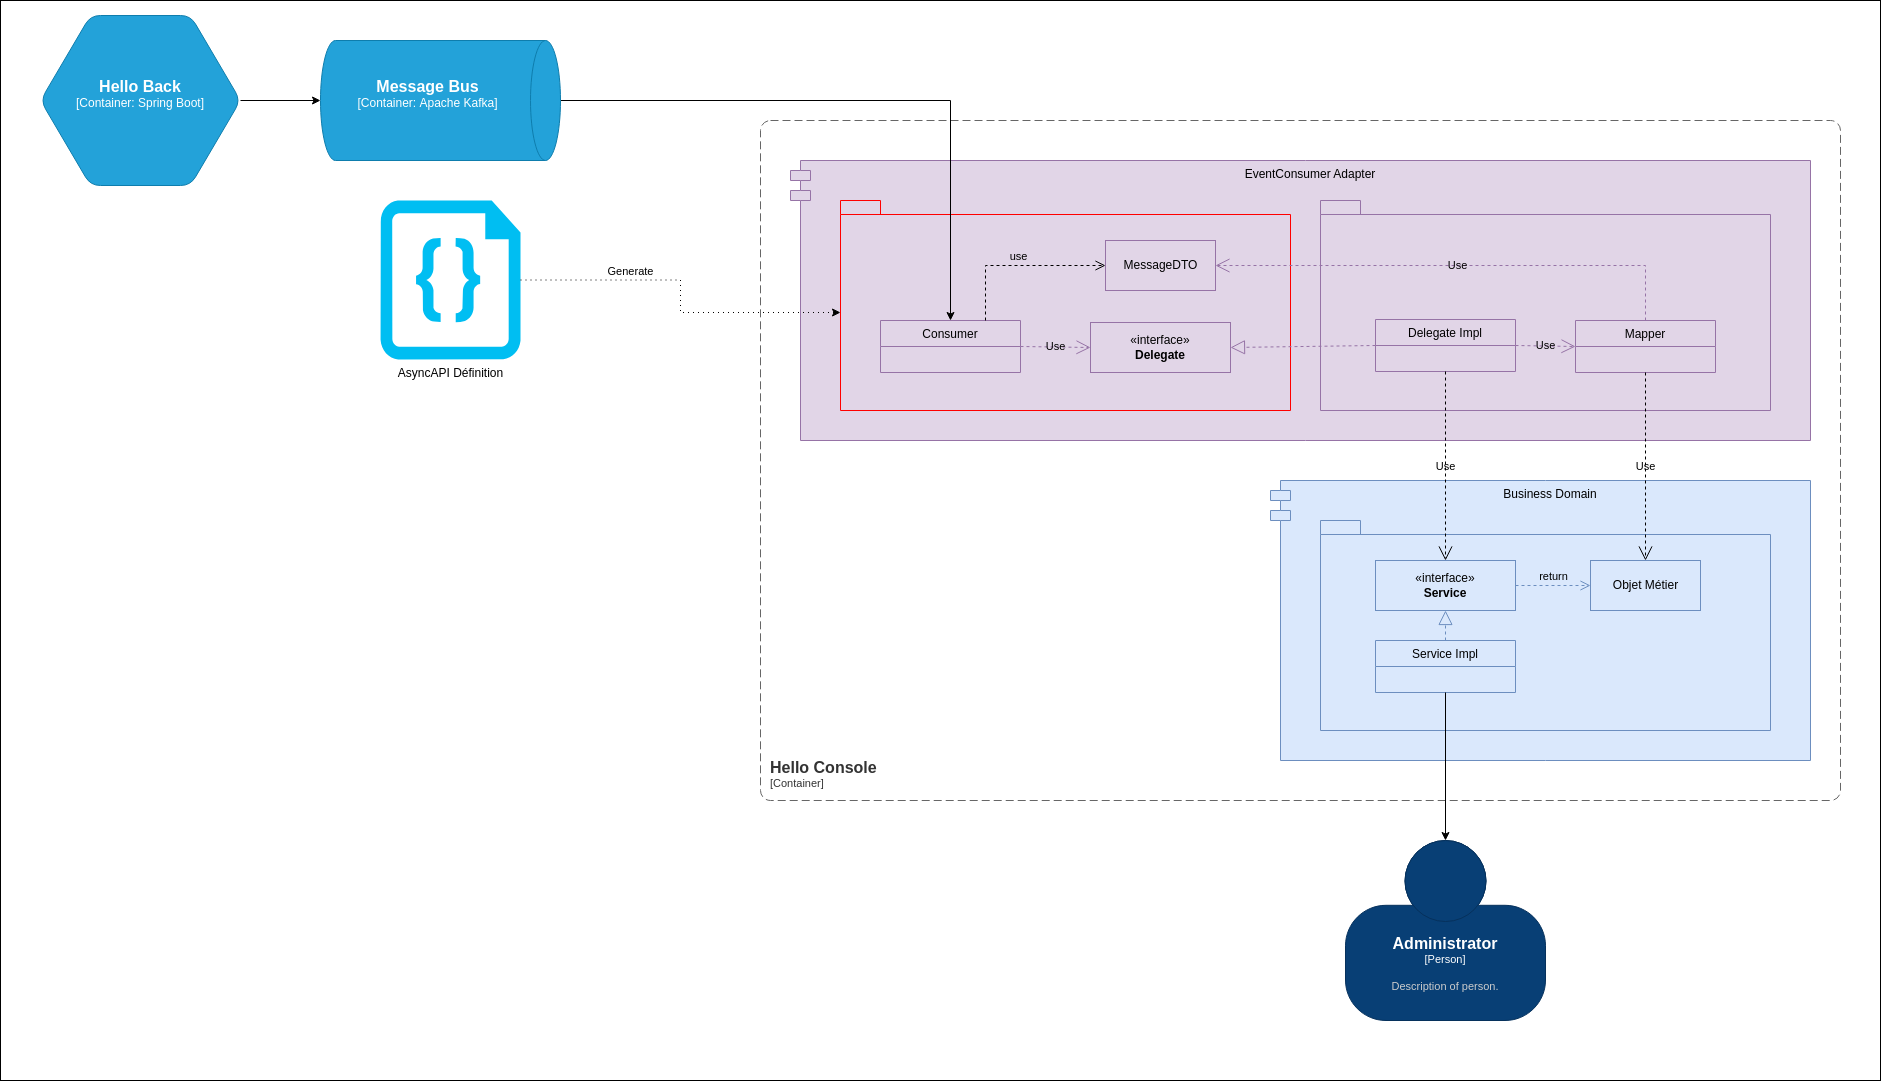 Hello Back
[Container: Spring Boot]
Message Bus
[Container: Apache Kafka]
EventConsumer Adapter
use
MessageDTO
Use
Generate
Consumer
Use
«interface»
Delegate
Delegate Impl
Use
Mapper
AsyncAPI Définition
Use
Use
Business Domain
«interface»
Service
return
Objet Métier
Service Impl
Hello Console
[Container]
Administrator
[Person]
Description of person.